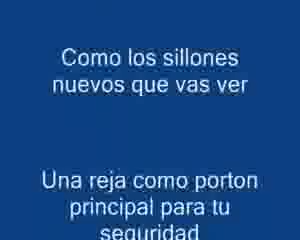 Como los sillones
nuevos que vas ver
Una reja como porton
principal para tu
seguridad